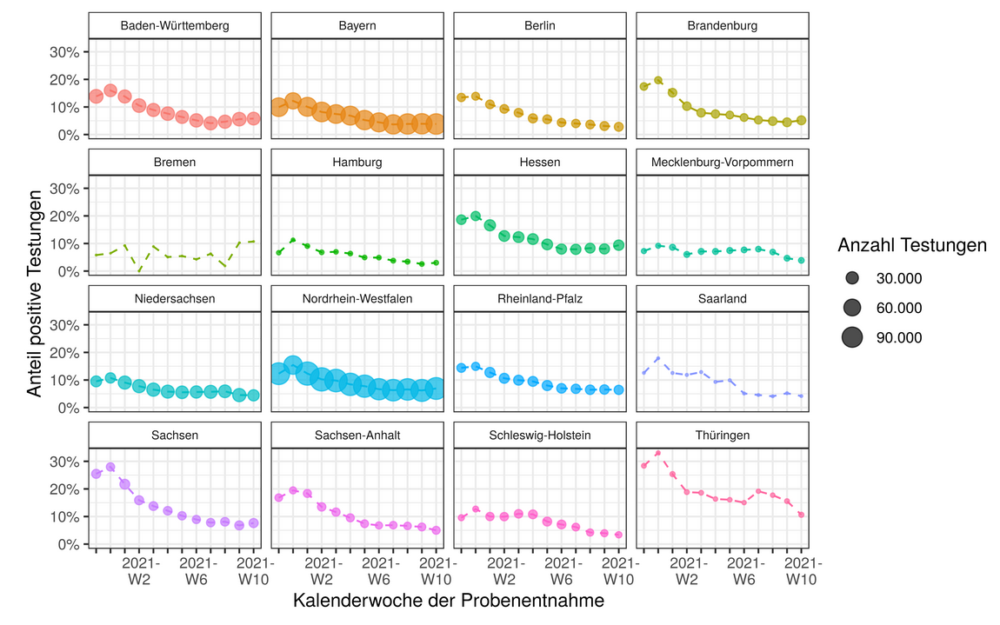 Baden-Württemberg
Bayern
Berlin
Brandenburg
30%
20%
10%
0%
Bremen
Hamburg
Hessen
Mecklenburg-Vorpommern
30%
20%
10%
0%
Niedersachsen
Nordrhein-Westfalen
Rheinland-Pfalz
Saarland
30%
20%
10%
0%
Sachsen
Sachsen-Anhalt
Schleswig-Holstein
Thüringen
30%
20%
10%
0%
2021-
W2
2021-
W6
2021-
W10
2021-
W2
2021-
W6
2021-
W10
2021-
W2
2021-
W6
2021-
W10
2021-
W2
2021-
W6
2021-
W10
Kalenderwoche der Probenentnahme
Anteil positive Testungen
Anzahl Testungen
30.000
60.000
90.000